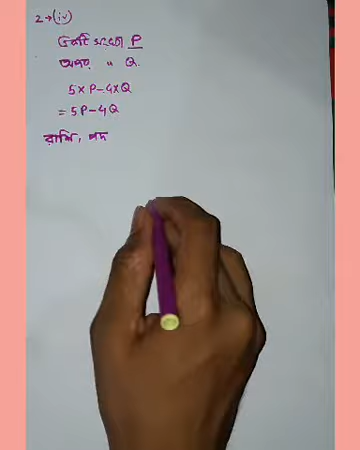 2→(iv)
একটি সংখ্যা P
অপর " Q.
5×P-4×Q
= 5P-4Q
রাশি, পদ